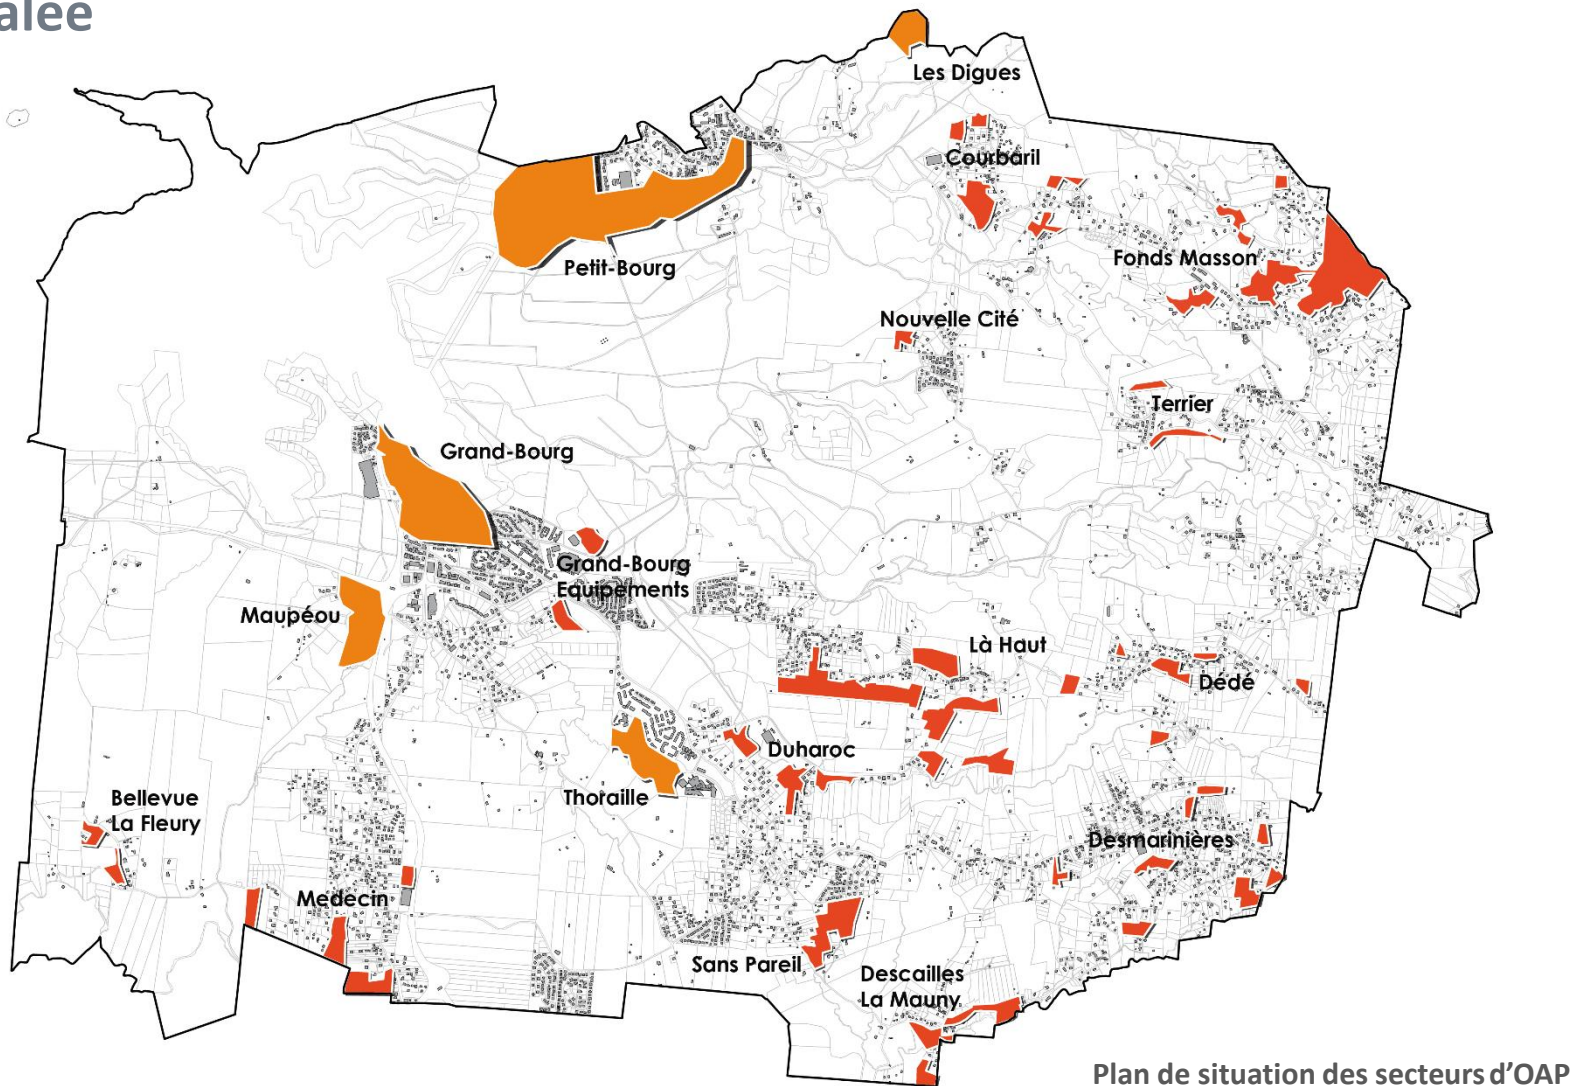 alée
Les Digues
Courbaril
Petit-Bourg
Fonds Masson
Nouvelle Cité
Terrier
Grand-Bourg
Grand-Bourg
Equipements
Maupéou
Là Haut
Dédé
Duharoc
Thoraille
Bellevue
La Fleury
Desmarinières
Medecin
Sans Pareil
Descailles
La Mauny
Plan de situation des secteurs d'OAP